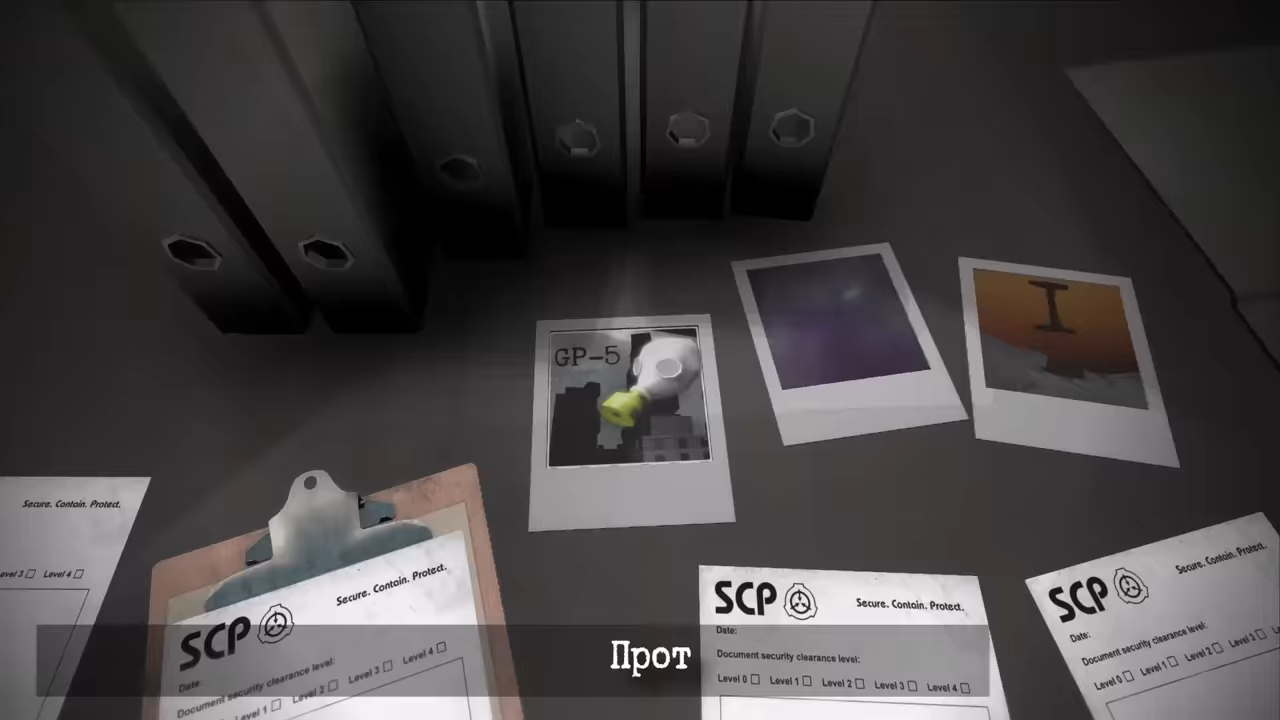 I
GP-5
Secure. Contain. Protect.
Level 3 Level 4
SCP
Secure. Contain. Protect.
Date:
Document security clearance level:
Level 1 Level 2 Level 3 Level 4
SCP
Secure. Contain. Protect.
Date:
Document security clearance level:
Level 0 Level 1 Level 2 Level 3 Level 4
SCP
Secure. Contain. Protect.
Date:
Document security clearance level:
Level 0 Level 1 Level 2 Level 3
Прот